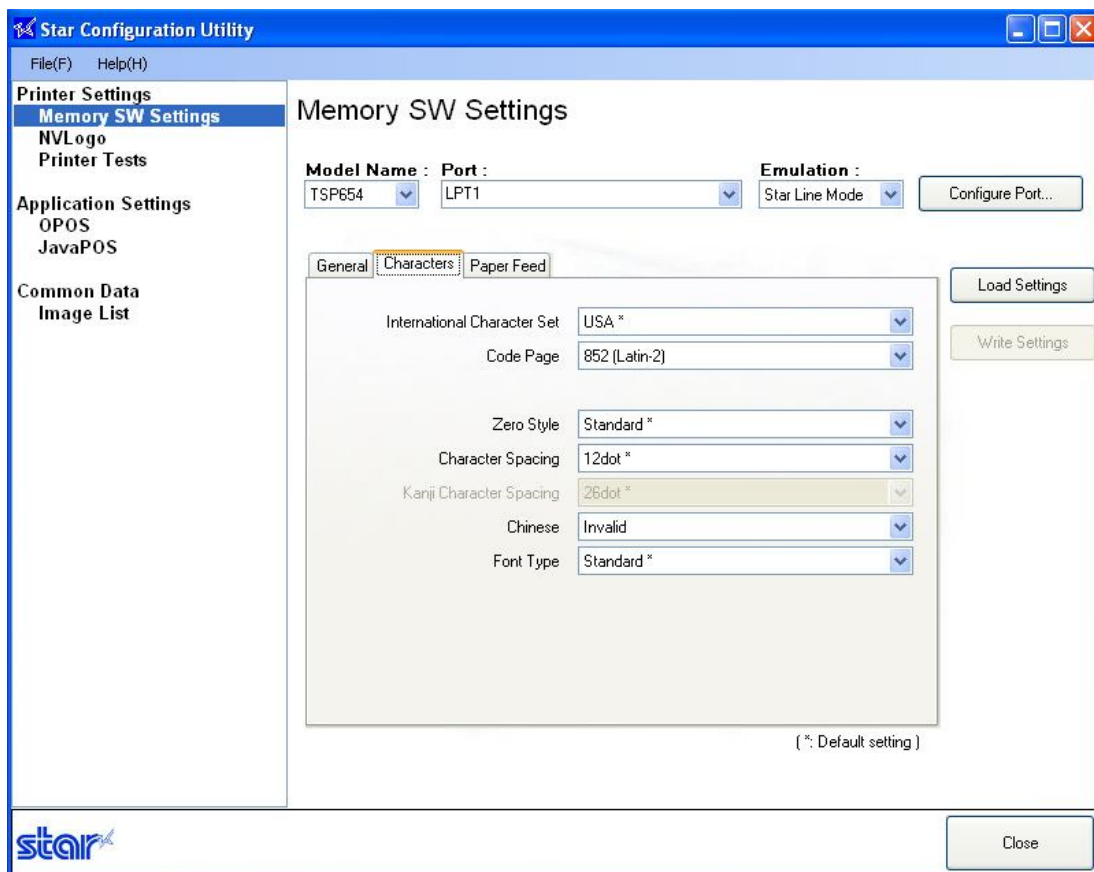 Star Configuration Utility
File(F) Help(H)
Printer Settings
Memory SW Settings
NVLogo
Printer Tests
Application Settings
OPOS
JavaPOS
Common Data
Image List
Memory SW Settings
Model Name : Port : Emulation :
TSP654 LPT1 Star Line Mode Configure Port...
General Characters Paper Feed
Load Settings
Write Settings
International Character Set USA *
Code Page 852 (Latin-2)
Zero Style Standard *
Character Spacing 12dot *
Kanji Character Spacing 26dot *
Chinese Invalid
Font Type Standard *
( *: Default setting )
star
Close